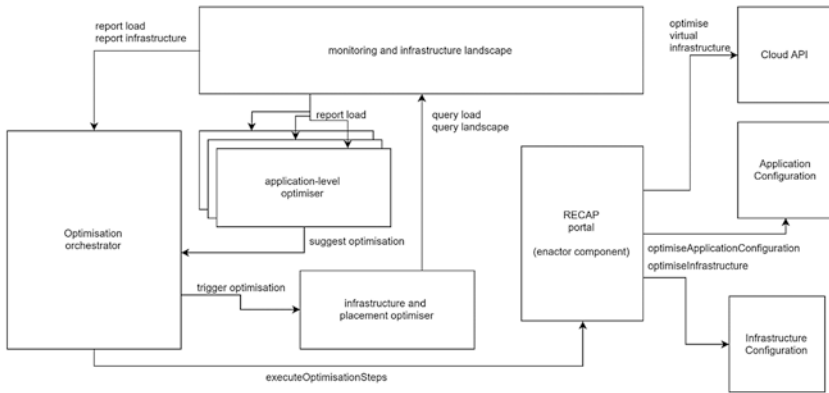 report load
report infrastructure
monitoring and infrastructure landscape
optimise
virtual
infrastructure
Cloud API
report load
query load
query landscape
application-level
optimiser
Application
Configuration
Optimisation
orchestrator
RECAP
portal
(enactor component)
suggest optimisation
optimiseApplicationConfiguration
optimiseInfrastructure
trigger optimisation
infrastructure and
placement optimiser
Infrastructure
Configuration
executeOptimisationSteps